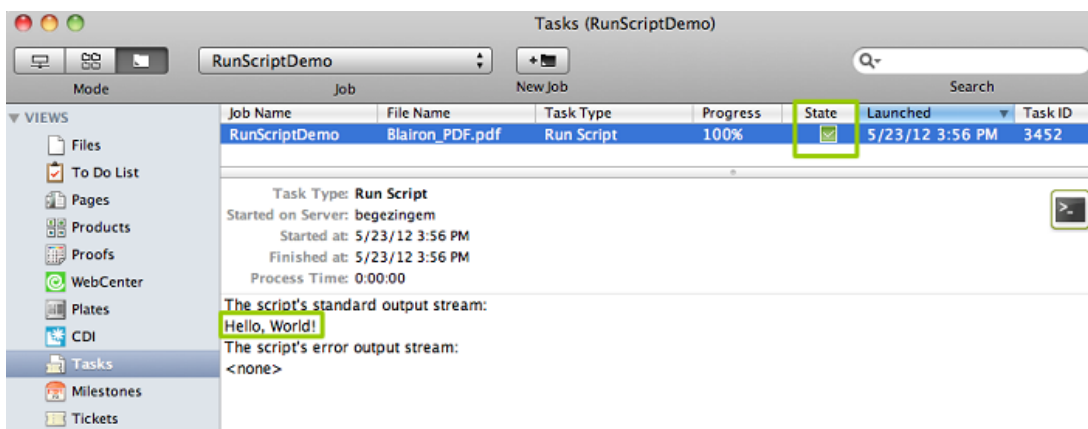 Tasks (RunScriptDemo)
RunScriptDemo
Mode Job New Job Search
VIEWS
Files
To Do List
Pages
Products
Proofs
WebCenter
Plates
CDI
Tasks
Milestones
Tickets
Job Name File Name Task Type Progress State Launched Task ID
RunScriptDemo Blairon_PDF.pdf Run Script 100% 5/23/12 3:56 PM 3452
Task Type: Run Script
Started on Server: begezingem
Started at: 5/23/12 3:56 PM
Finished at: 5/23/12 3:56 PM
Process Time: 0:00:00
The script's standard output stream:
Hello, World!
The script's error output stream:
<none>